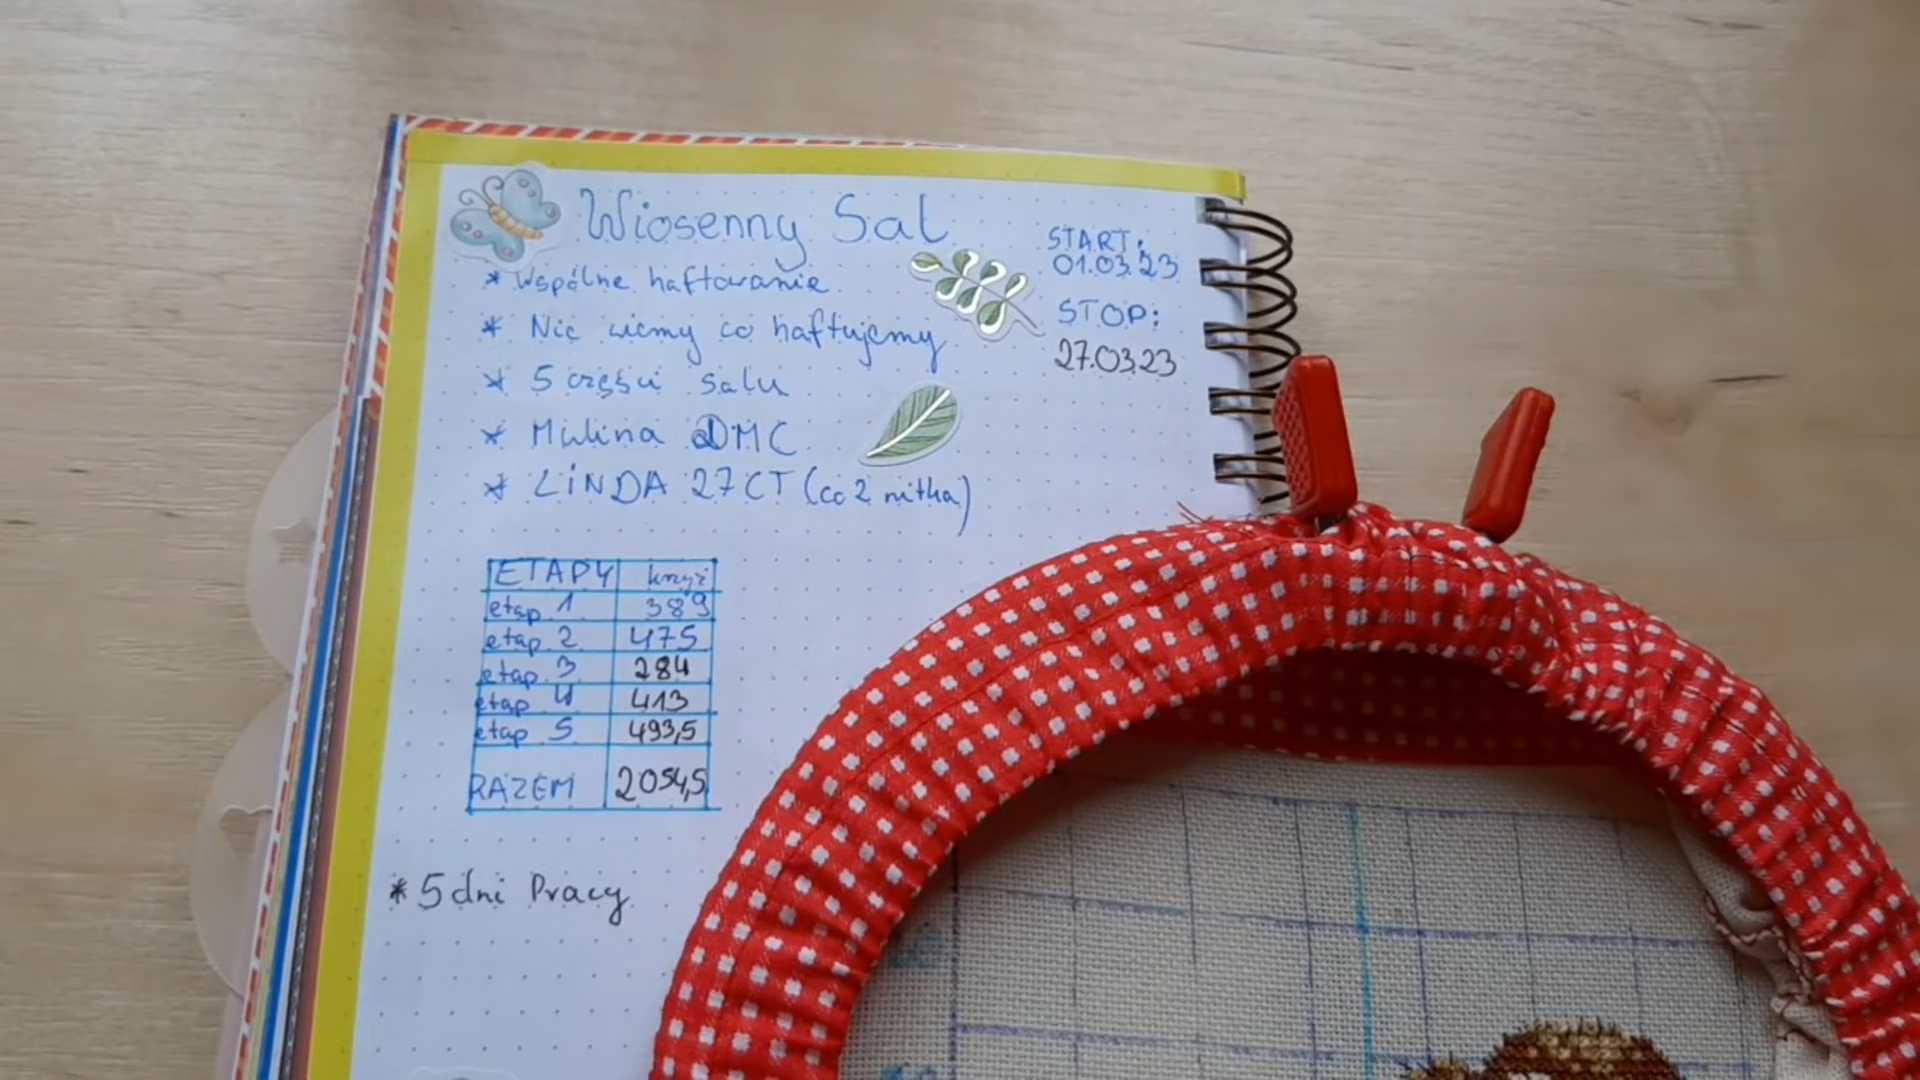 Wiosenny Sal
START:
01.03.23
STOP:
27.03.23
* Wspólne haftowanie
* Nie wiemy co haftujemy
* 5 części salu
* Mulina DMC
* LINDA 27CT (co 2 nitka)
ETAPY krzyż
etap 1 389
etap 2 475
etap 3 284
etap 4 413
etap 5 493,5
RAZEM 2054,5
* 5 dni Pracy